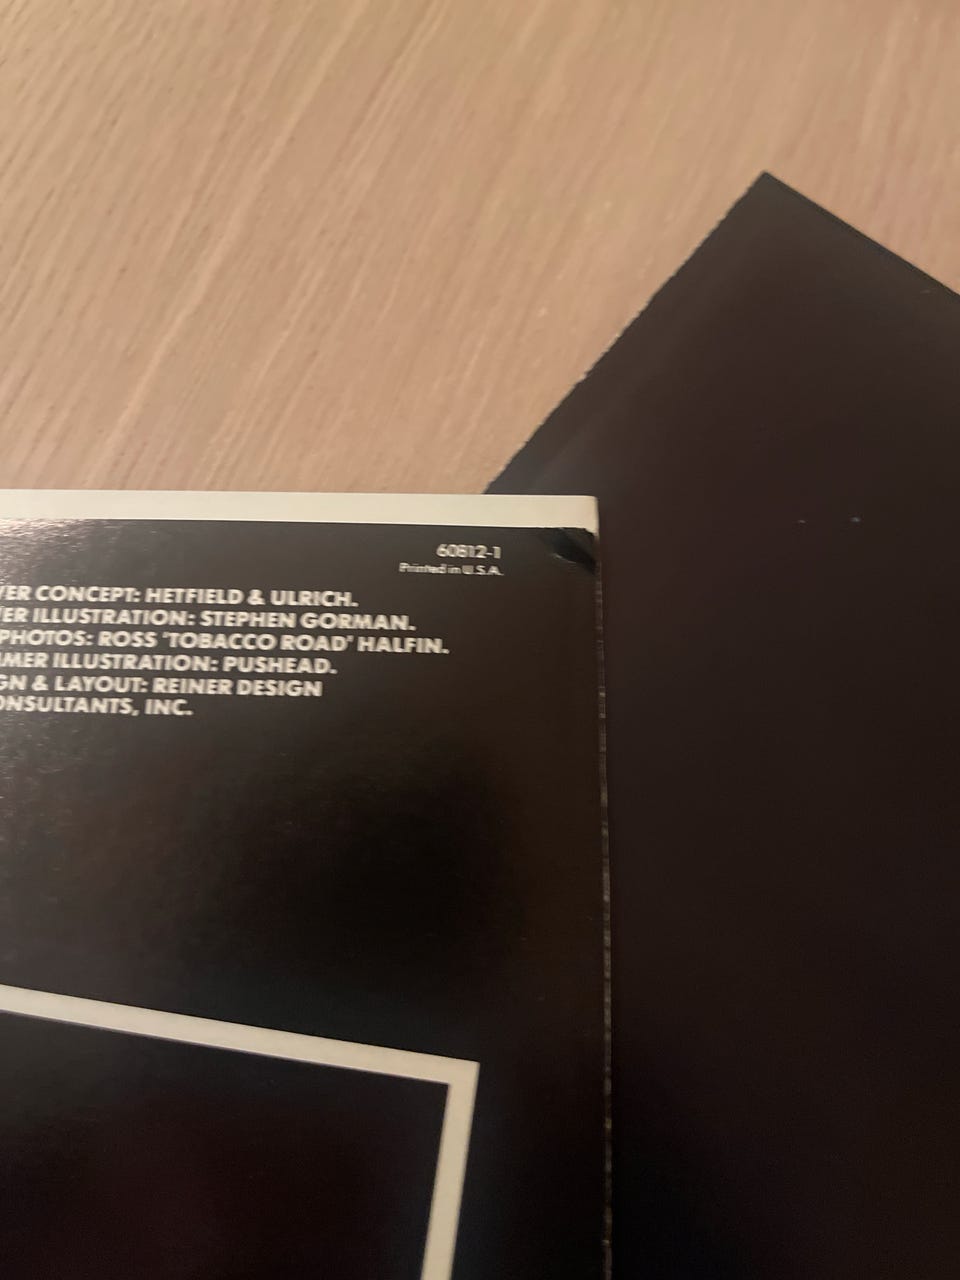 60812-1
Printed in U.S.A.
VER CONCEPT: HETFIELD & ULRICH.
VER ILLUSTRATION: STEPHEN GORMAN.
PHOTOS: ROSS 'TOBACCO ROAD' HALFIN.
MMER ILLUSTRATION: PUSHEAD.
GN & LAYOUT: REINER DESIGN
ONSULTANTS, INC.